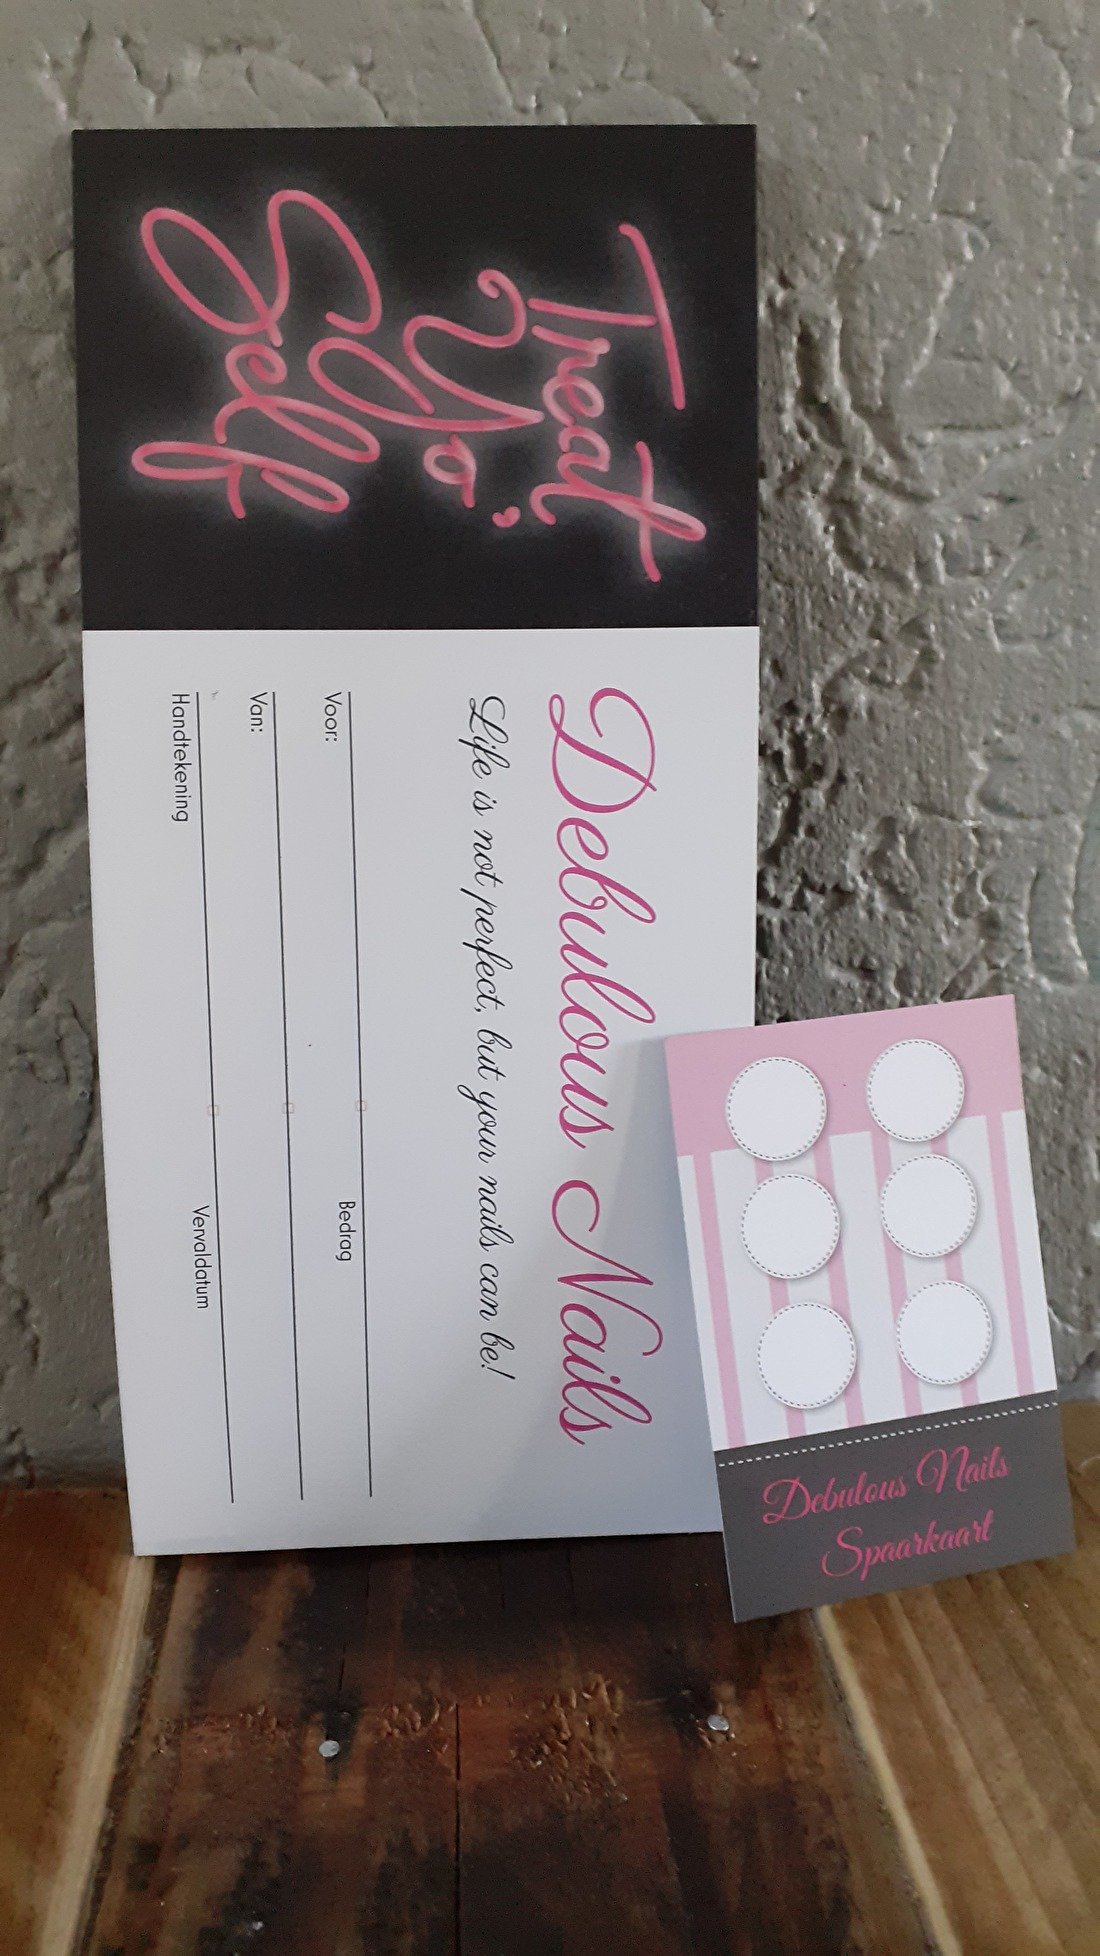 Treat
Yo'
Self
Debulous Nails
Life is not perfect, but your nails can be!
Voor:
Bedrag
Van:
Handtekening
Vervaldatum
Debulous Nails
Spaarkaart